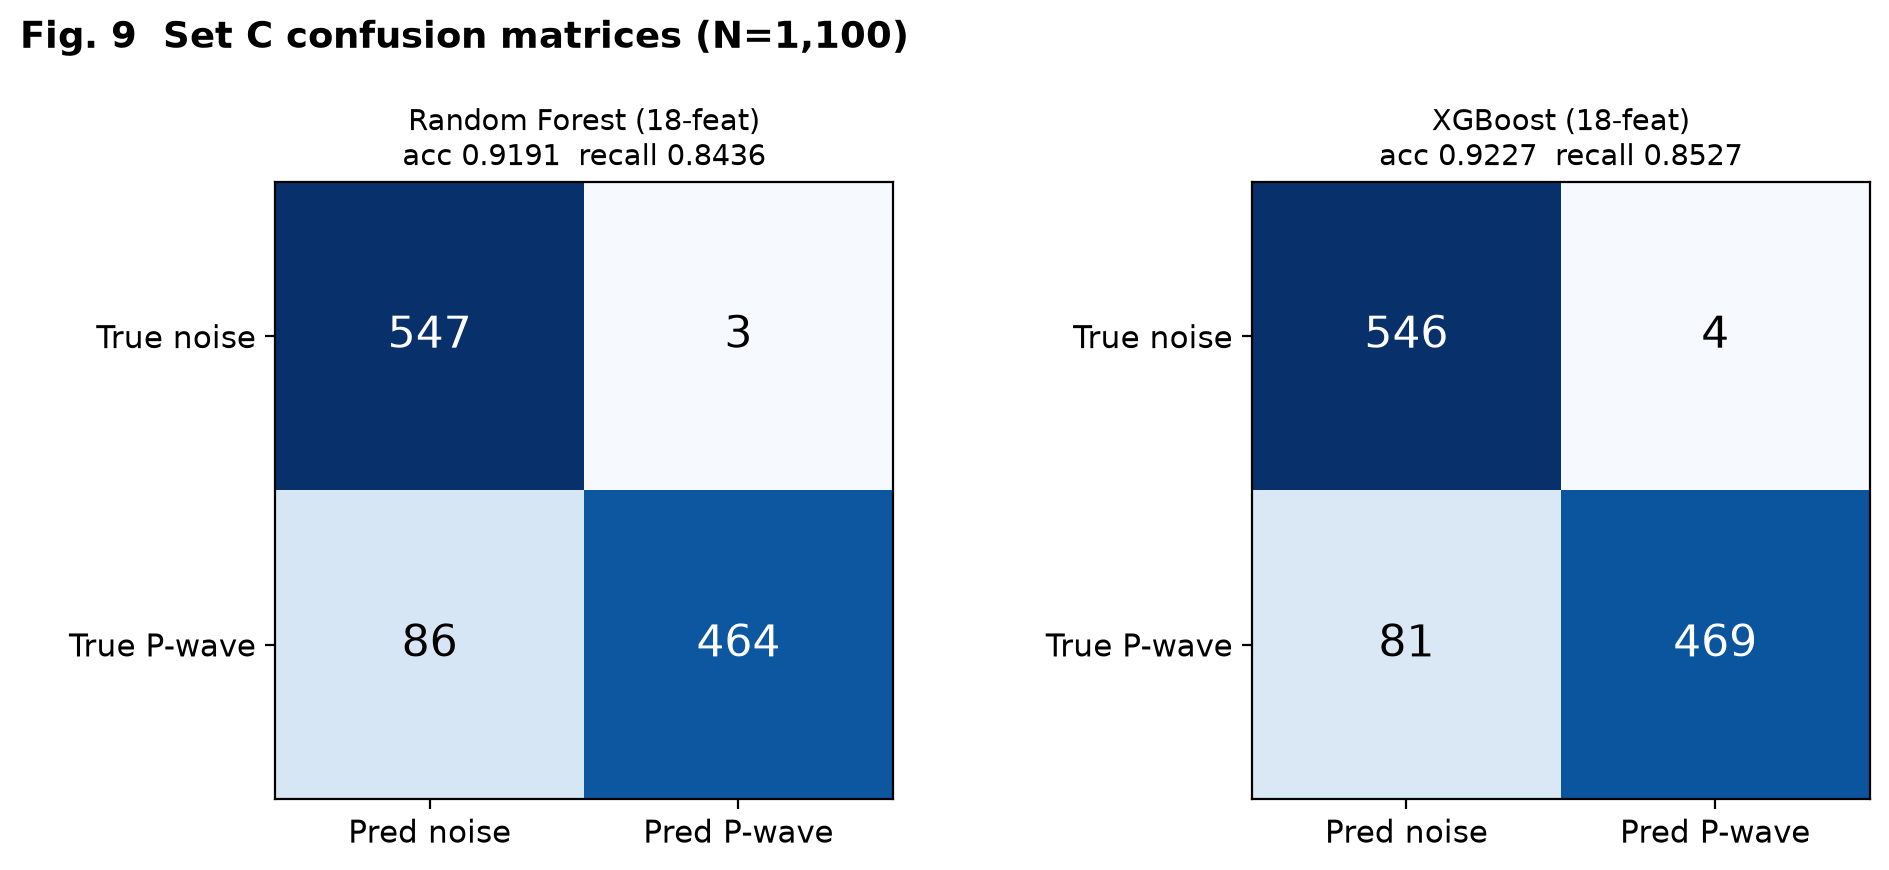 Fig. 9  Set C confusion matrices (N=1,100)
Random Forest (18-feat)
acc 0.9191  recall 0.8436
True noise
547
3
True P-wave
86
464
Pred noise
Pred P-wave
XGBoost (18-feat)
acc 0.9227  recall 0.8527
True noise
546
4
True P-wave
81
469
Pred noise
Pred P-wave